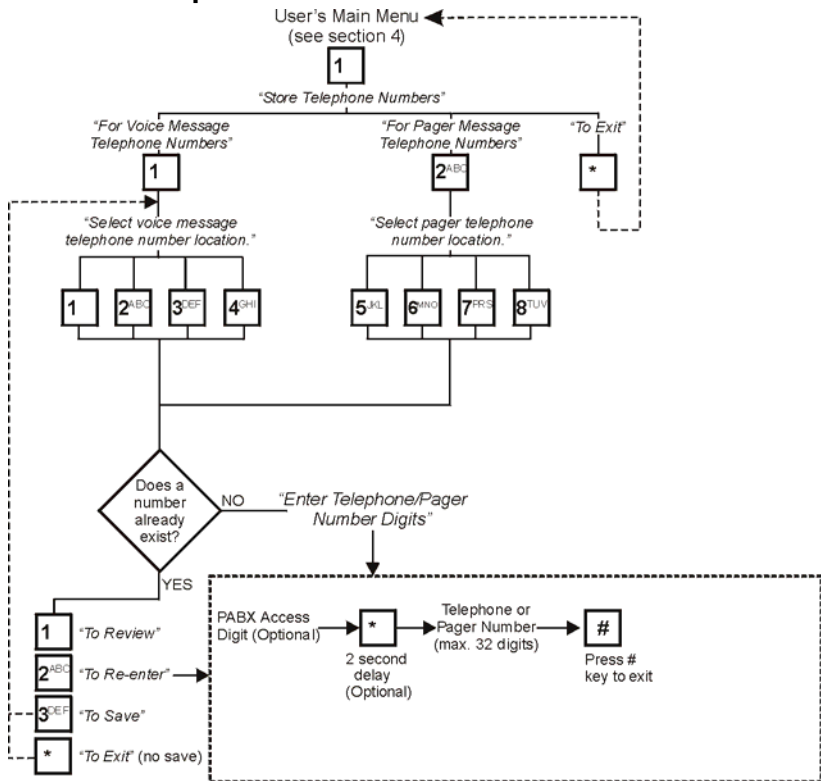 User's Main Menu
(see section 4)
1
"Store Telephone Numbers"
"For Voice Message
Telephone Numbers"
"For Pager Message
Telephone Numbers"
"To Exit"
1
2ABC
*
"Select voice message
telephone number location."
"Select pager telephone
number location."
1
2ABC
3DEF
4GHI
5JKL
6MNO
7PRS
8TUV
Does a
number
already
exist?
NO
"Enter Telephone/Pager
Number Digits"
YES
1 "To Review"
2ABC "To Re-enter"
3DEF "To Save"
* "To Exit" (no save)
PABX Access
Digit (Optional)
*
2 second
delay
(Optional)
Telephone or
Pager Number
(max. 32 digits)
#
Press #
key to exit